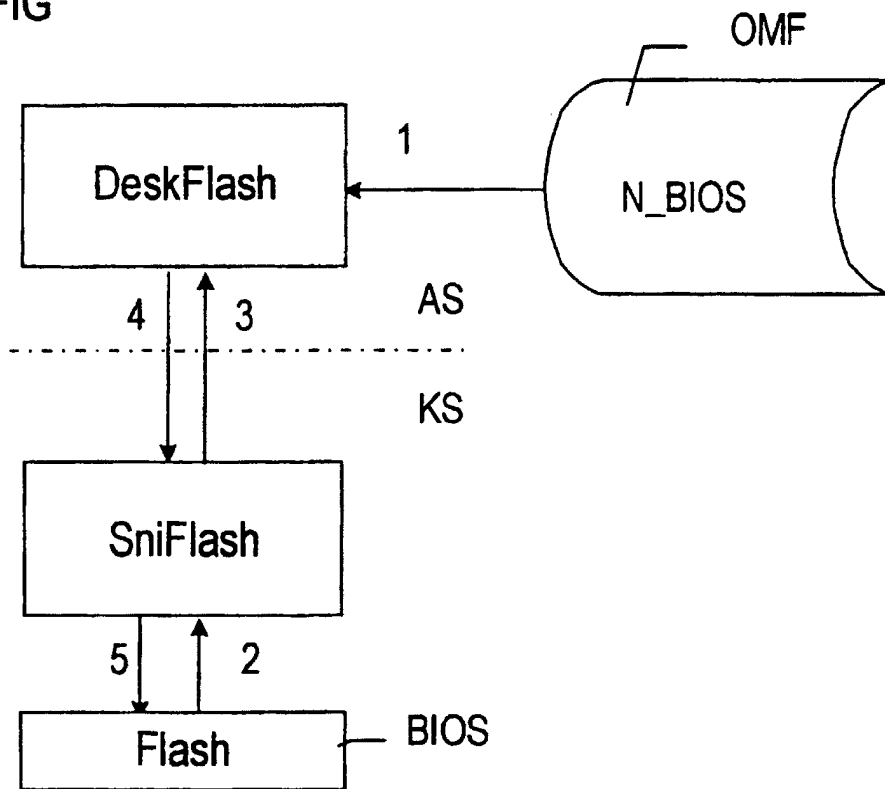 FIG
OMF
1
DeskFlash
N_BIOS
4
3
AS
KS
SniFlash
5
2
BIOS
Flash